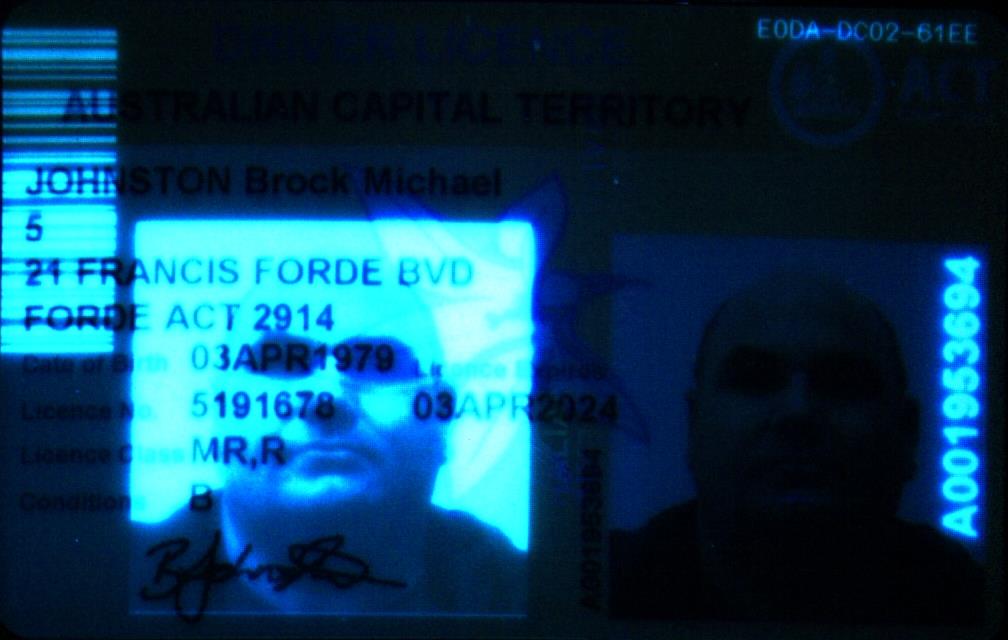 DRIVER LICENCE
E0DA-DC02-61EE
AUSTRALIAN CAPITAL TERRITORY
ACT
JOHNSTON Brock Michael
5
21 FRANCIS FORDE BVD
FORDE ACT 2914
Date of Birth 03APR1979 Licence Expires
Licence No. 5191678 03APR2024
Licence Class MR,R
Conditions B
A001953694